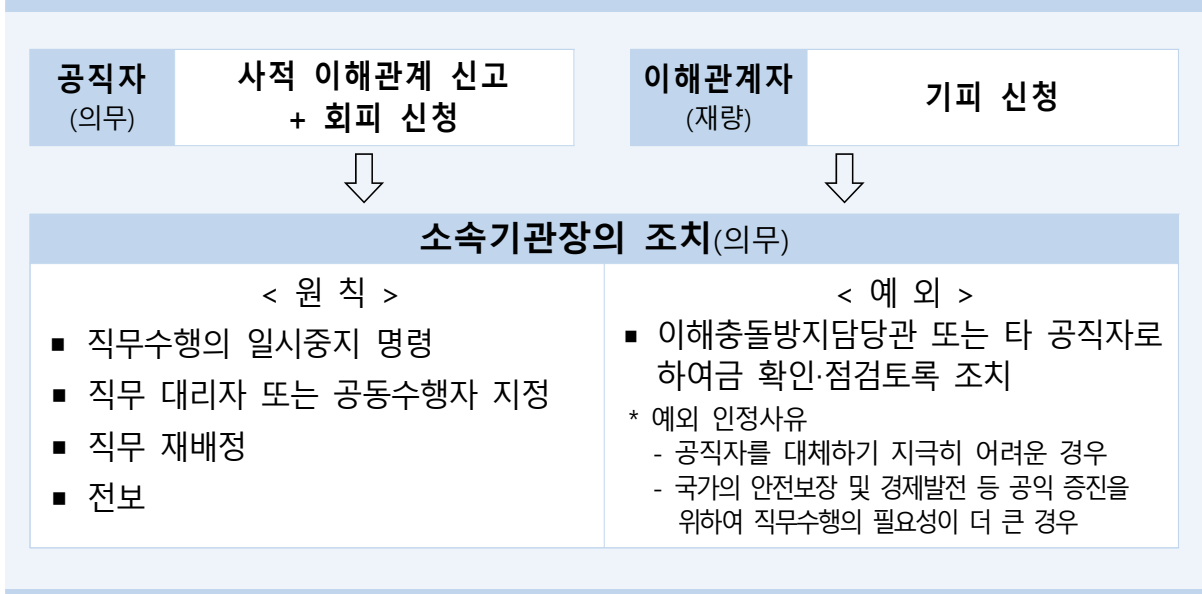 공직자
(의무)
사적 이해관계 신고
+ 회피 신청
이해관계자
(재량)
기피 신청
소속기관장의 조치(의무)
< 원 칙 >
▪ 직무수행의 일시중지 명령
▪ 직무 대리자 또는 공동수행자 지정
▪ 직무 재배정
▪ 전보
< 예 외 >
▪ 이해충돌방지담당관 또는 타 공직자로
하여금 확인·점검토록 조치
* 예외 인정사유
- 공직자를 대체하기 지극히 어려운 경우
- 국가의 안전보장 및 경제발전 등 공익 증진을
위하여 직무수행의 필요성이 더 큰 경우